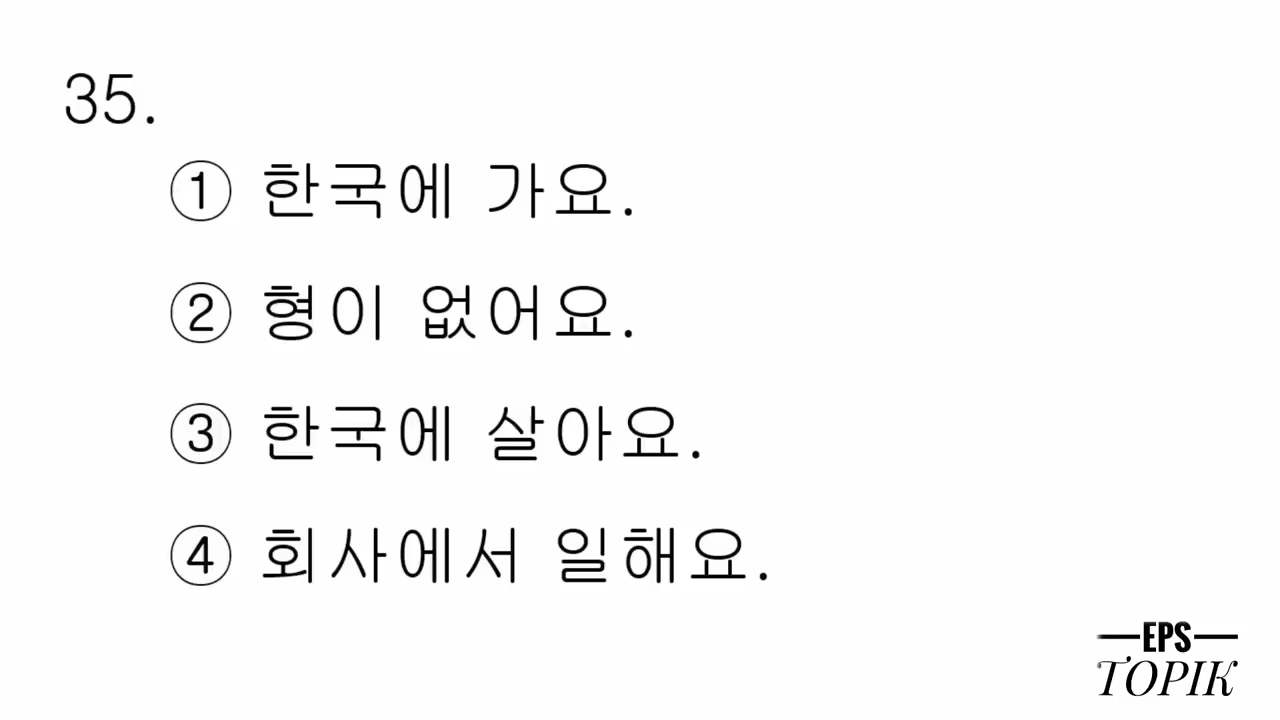 35.
① 한국에 가요.
② 형이 없어요.
③ 한국에 살아요.
④ 회사에서 일해요.
EPS
TOPIK